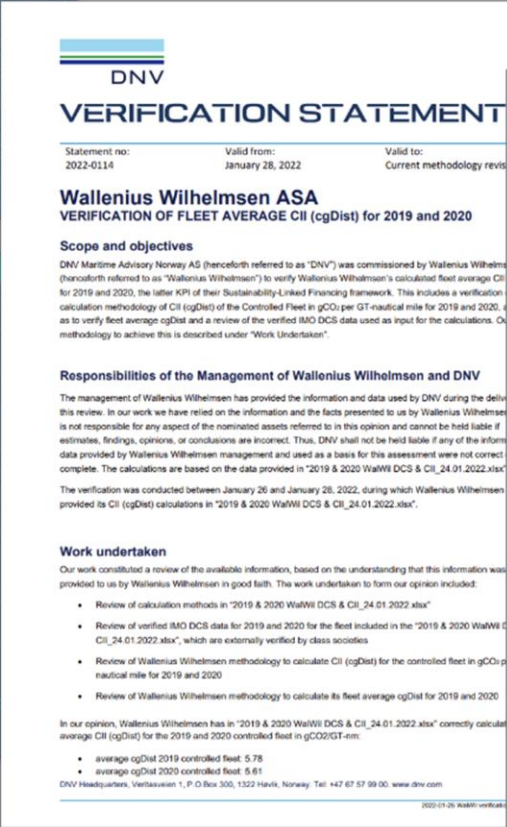 DNV
VERIFICATION STATEMENT
Statement no:
2022-0114
Valid from:
January 28, 2022
Valid to:
Current methodology revis
Wallenius Wilhelmsen ASA
VERIFICATION OF FLEET AVERAGE CII (cgDist) for 2019 and 2020
Scope and objectives
DNV Maritime Advisory Norway AS (henceforth referred to as "DNV") was commissioned by Wallenius Wilhelms
(henceforth referred to as "Wallenius Wilhelmsen") to verify Wallenius Wilhelmsen's calculated fleet average CII
for 2019 and 2020, the latter KPI of their Sustainability-Linked Financing framework. This includes a verification
calculation methodology of CII (cgDist) of the Controlled Fleet in gCO₂ per GT-nautical mile for 2019 and 2020,
as to verify fleet average cgDist and a review of the verified IMO DCS data used as input for the calculations. Ou
methodology to achieve this is described under "Work Undertaken".
Responsibilities of the Management of Wallenius Wilhelmsen and DNV
The management of Wallenius Wilhelmsen has provided the information and data used by DNV during the deliv
this review. In our work we have relied on the information and the facts presented to us by Wallenius Wilhelmsen
is not responsible for any aspect of the nominated assets referred to in this opinion and cannot be held liable if
estimates, findings, opinions, or conclusions are incorrect. Thus, DNV shall not be held liable if any of the inform
data provided by Wallenius Wilhelmsen management and used as a basis for this assessment were not correct
complete. The calculations are based on the data provided in "2019 & 2020 WalWil DCS & CII_24.01.2022.xlsx"
The verification was conducted between January 26 and January 28, 2022, during which Wallenius Wilhelmsen
provided its CII (cgDist) calculations in "2019 & 2020 WalWil DCS & CII_24.01.2022.xlsx".
Work undertaken
Our work constituted a review of the available information, based on the understanding that this information was
provided to us by Wallenius Wilhelmsen in good faith. The work undertaken to form our opinion included:
• Review of calculation methods in "2019 & 2020 WalWil DCS & CII_24.01.2022.xlsx"
• Review of verified IMO DCS data for 2019 and 2020 for the fleet included in the "2019 & 2020 WalWil D
CII_24.01.2022.xlsx", which are externally verified by class societies
• Review of Wallenius Wilhelmsen methodology to calculate CII (cgDist) for the controlled fleet in gCO₂ p
nautical mile for 2019 and 2020
• Review of Wallenius Wilhelmsen methodology to calculate its fleet average cgDist for 2019 and 2020
In our opinion, Wallenius Wilhelmsen has in "2019 & 2020 WalWil DCS & CII_24.01.2022.xlsx" correctly calculat
average CII (cgDist) for the 2019 and 2020 controlled fleet in gCO2/GT-nm:
• average cgDist 2019 controlled fleet: 5.78
• average cgDist 2020 controlled fleet: 5.61
DNV Headquarters, Veritasveien 1, P.O.Box 300, 1322 Høvik, Norway. Tel: +47 67 57 99 00. www.dnv.com
2022-01-28 WalWil verificatio